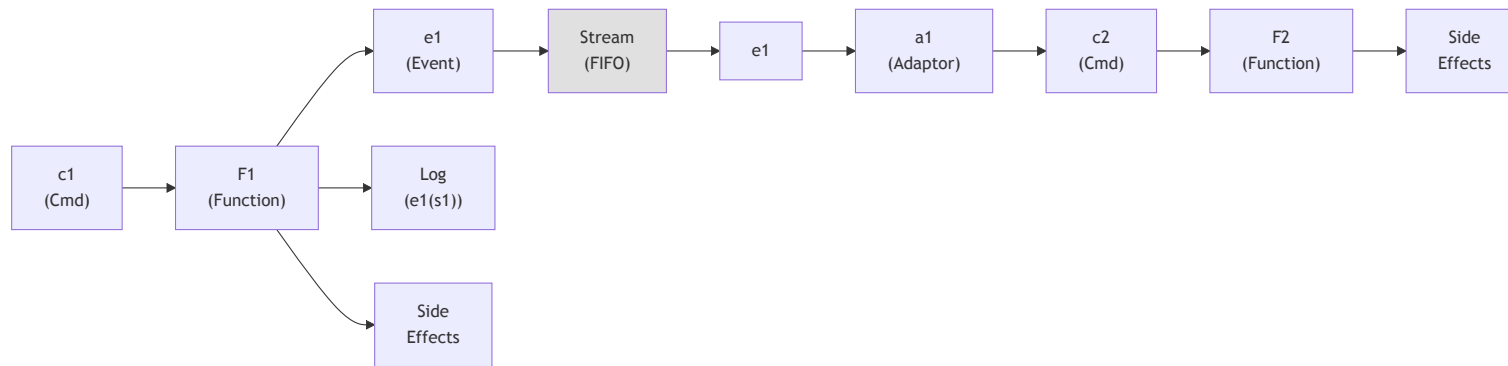 e1
(Event)
Stream
(FIFO)
e1
a1
(Adaptor)
c2
(Cmd)
F2
(Function)
Side
Effects
c1
(Cmd)
F1
(Function)
Log
(e1(s1))
Side
Effects